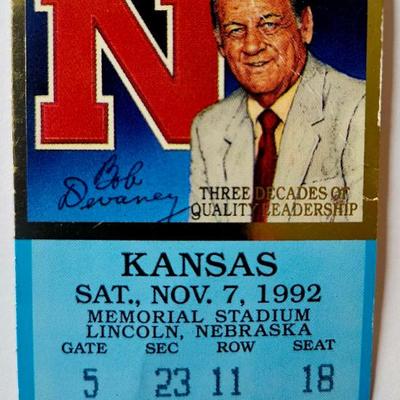 N
Bob
Devaney
THREE DECADES OF
QUALITY LEADERSHIP
KANSAS
SAT., NOV. 7, 1992
MEMORIAL STADIUM
LINCOLN, NEBRASKA
GATE SEC ROW SEAT
5 23 11 18